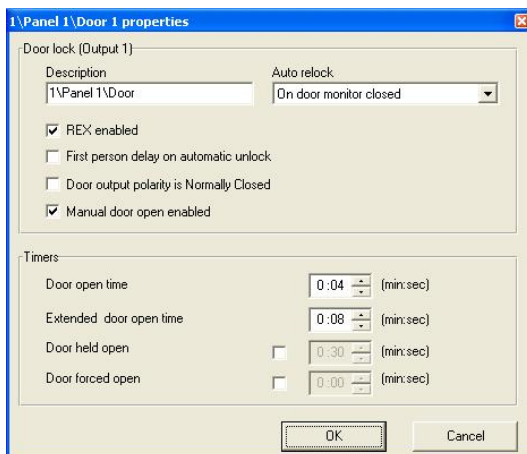 1\Panel 1\Door 1 properties
Door lock (Output 1)
Description
Auto relock
1\Panel 1\Door
On door monitor closed
REX enabled
First person delay on automatic unlock
Door output polarity is Normally Closed
Manual door open enabled
Timers
Door open time 0 :04 (min:sec)
Extended door open time 0 :08 (min:sec)
Door held open 0 :30 (min:sec)
Door forced open 0 :00 (min:sec)
OK
Cancel